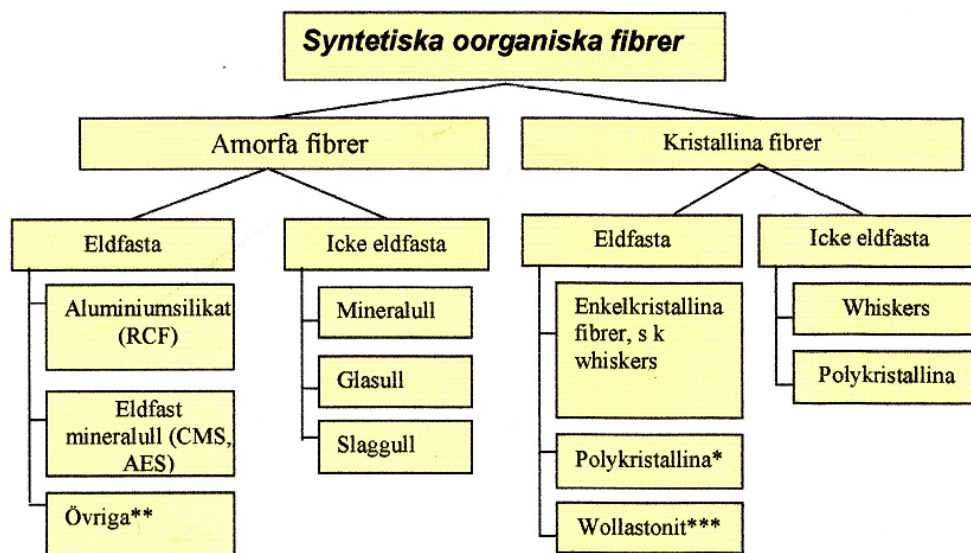 Syntetiska oorganiska fibrer
Amorfa fibrer
Kristallina fibrer
Eldfasta
Icke eldfasta
Eldfasta
Icke eldfasta
Aluminiumsilikat
(RCF)
Eldfast
mineralull (CMS,
AES)
Övriga**
Mineralull
Glasull
Slaggull
Enkelkristallina
fibrer, s k
whiskers
Polykristallina*
Wollastonit***
Whiskers
Polykristallina